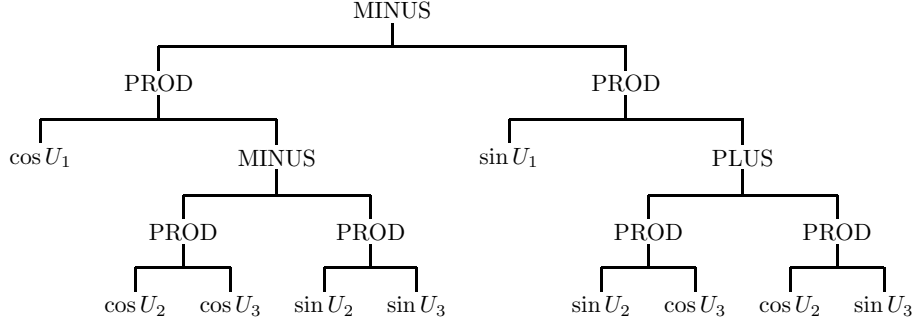 MINUS
PROD PROD
cos U₁ MINUS sin U₁ PLUS
PROD PROD PROD PROD
cos U₂ cos U₃ sin U₂ sin U₃ sin U₂ cos U₃ cos U₂ sin U₃